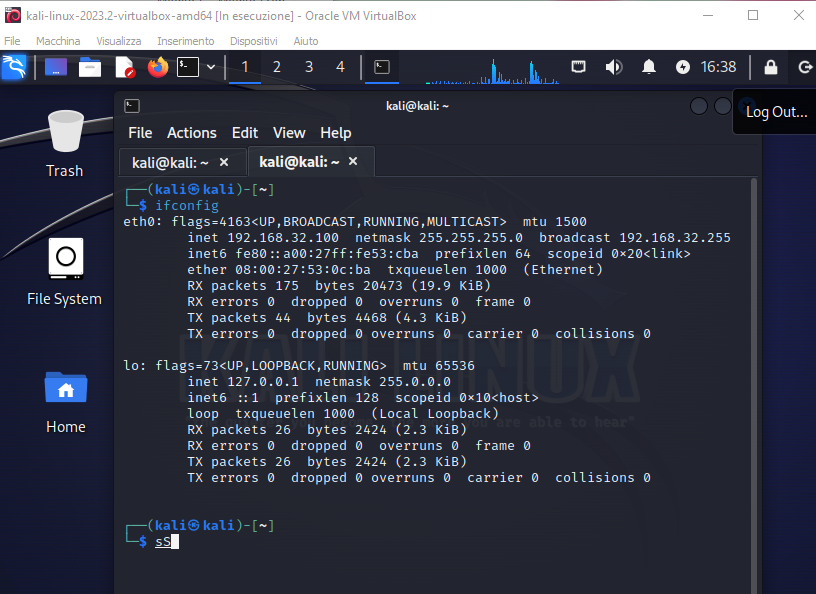 kali-linux-2023.2-virtualbox-amd64 [In esecuzione] - Oracle VM VirtualBox
File Macchina Visualizza Inserimento Dispositivi Aiuto
1 2 3 4 16:38
kali@kali: ~
Log Out...
File Actions Edit View Help
kali@kali: ~ × kali@kali: ~ ×
Trash
File System
Home
┌──(kali㉿kali)-[~]
└─$ ifconfig
eth0: flags=4163<UP,BROADCAST,RUNNING,MULTICAST> mtu 1500
inet 192.168.32.100 netmask 255.255.255.0 broadcast 192.168.32.255
inet6 fe80::a00:27ff:fe53:cba prefixlen 64 scopeid 0×20<link>
ether 08:00:27:53:0c:ba txqueuelen 1000 (Ethernet)
RX packets 175 bytes 20473 (19.9 KiB)
RX errors 0 dropped 0 overruns 0 frame 0
TX packets 44 bytes 4468 (4.3 KiB)
TX errors 0 dropped 0 overruns 0 carrier 0 collisions 0
lo: flags=73<UP,LOOPBACK,RUNNING> mtu 65536
inet 127.0.0.1 netmask 255.0.0.0
inet6 ::1 prefixlen 128 scopeid 0×10<host>
loop txqueuelen 1000 (Local Loopback)
RX packets 26 bytes 2424 (2.3 KiB)
RX errors 0 dropped 0 overruns 0 frame 0
TX packets 26 bytes 2424 (2.3 KiB)
TX errors 0 dropped 0 overruns 0 carrier 0 collisions 0
KALI LINUX
you are able to hear"
┌──(kali㉿kali)-[~]
└─$ sS